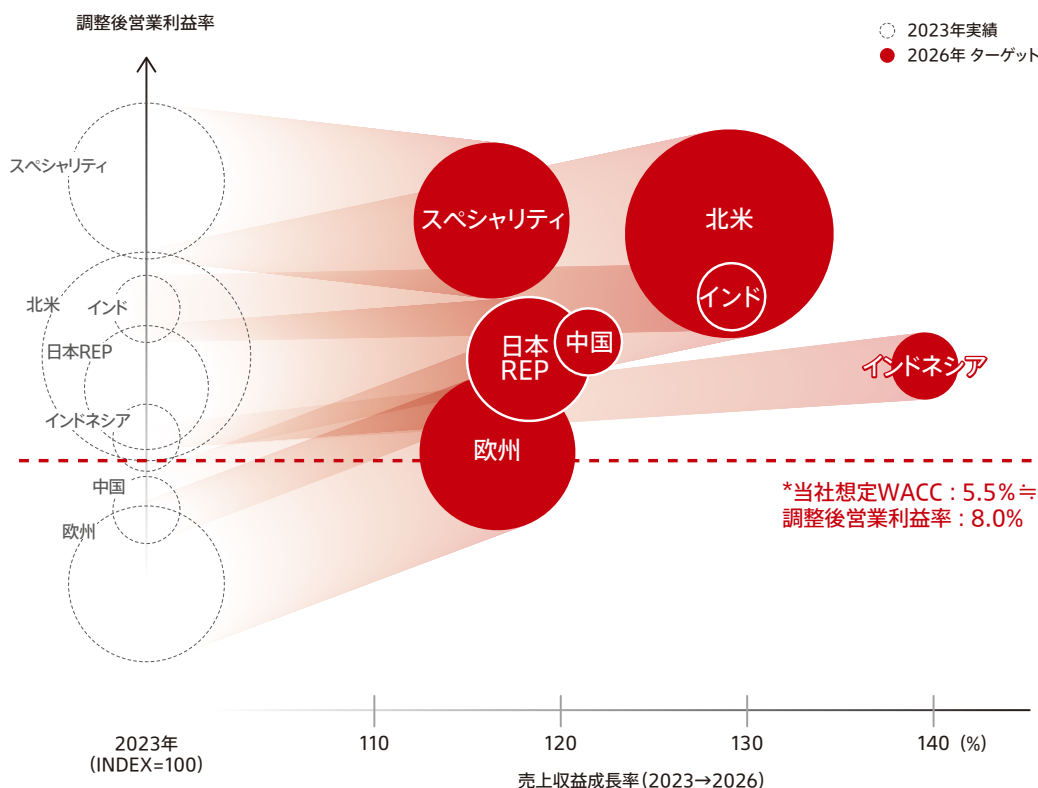 調整後営業利益率
2023年実績
2026年 ターゲット
スペシャリティ
北米
インド
日本REP
インドネシア
中国
欧州
スペシャリティ
北米
インド
日本
REP
中国
インドネシア
欧州
*当社想定WACC : 5.5%≒
調整後営業利益率 : 8.0%
2023年
(INDEX=100)
110
120
130
140 (%)
売上収益成長率(2023→2026)